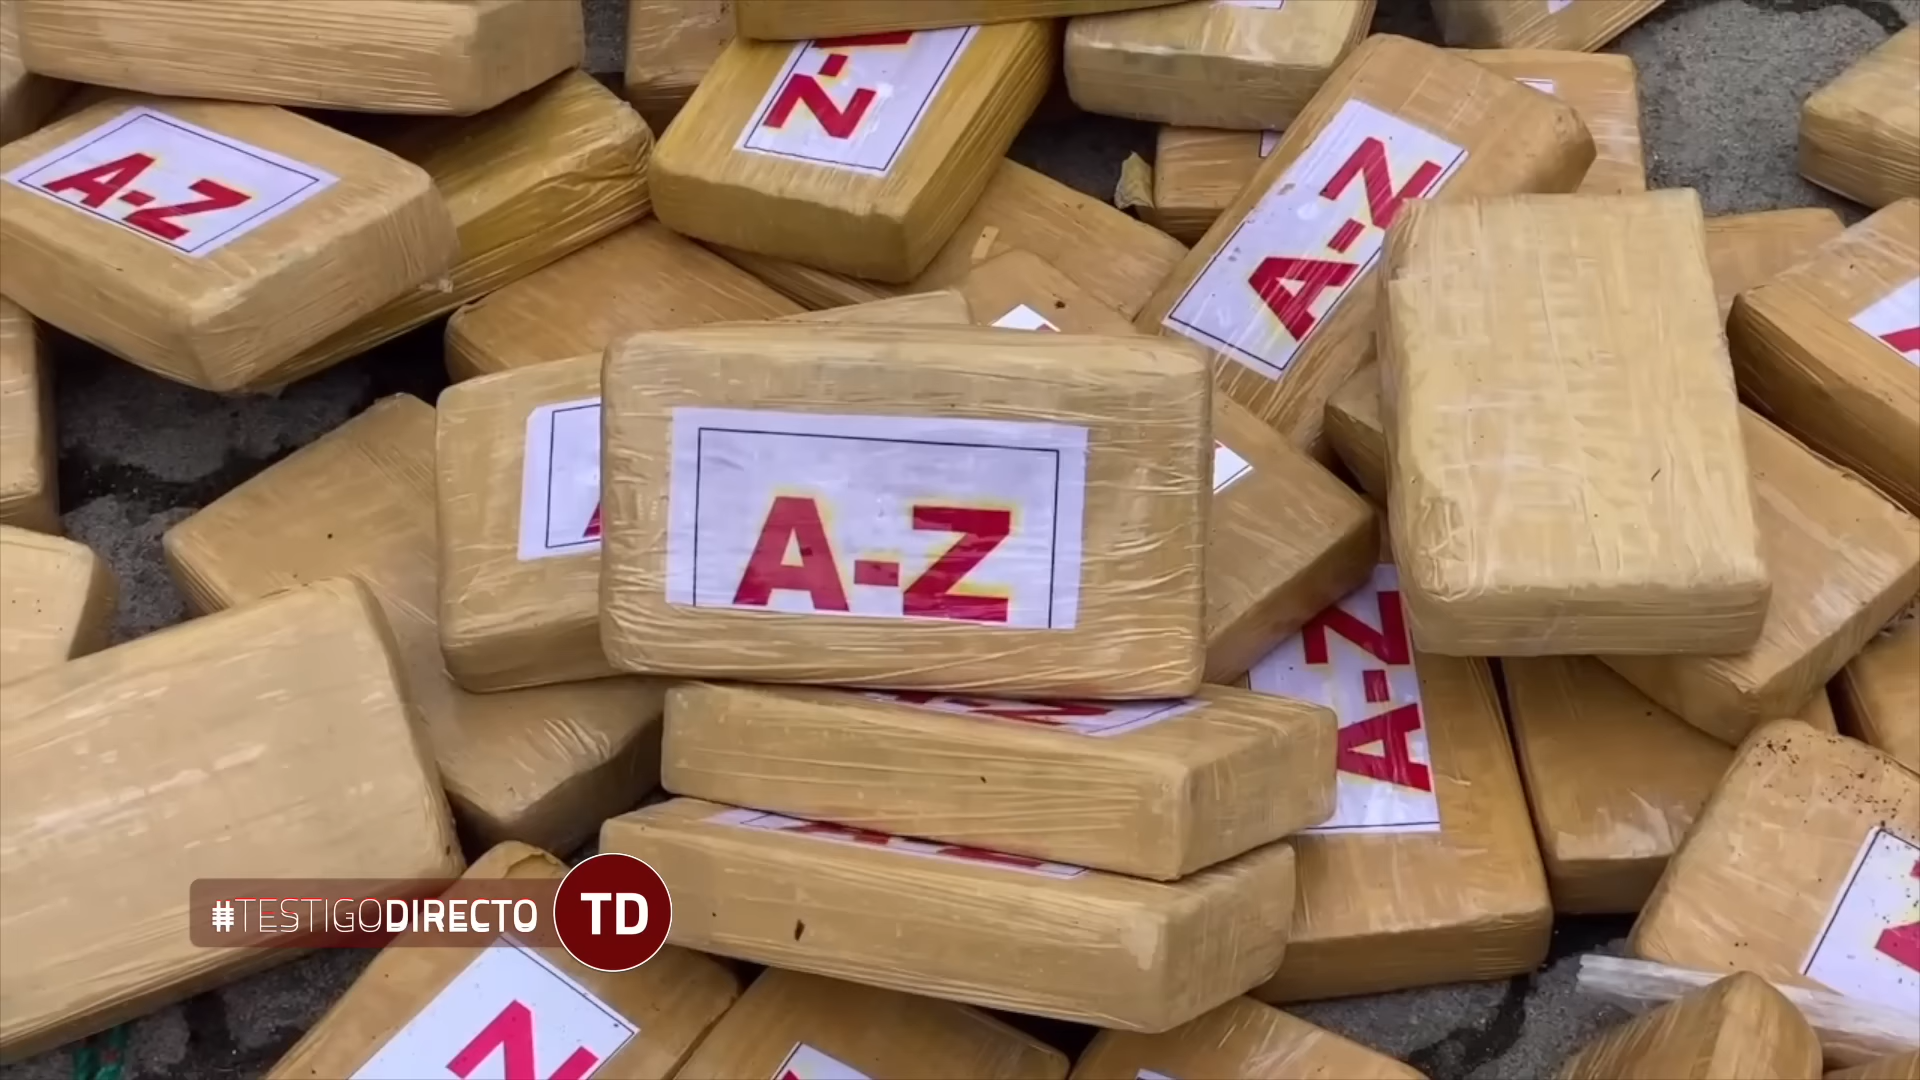 Z-
A-Z
A-Z
A-Z
A-Z
#TESTIGODIRECTO
TD
Z